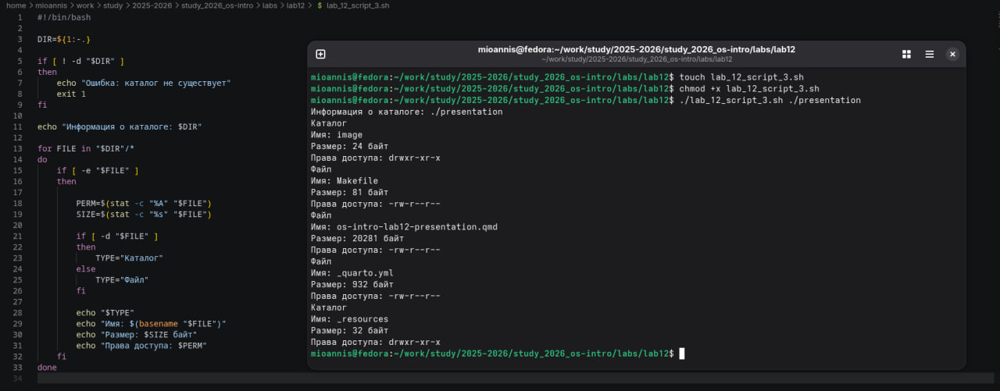 home > mioannis > work > study > 2025-2026 > study_2026_os-intro > labs > lab12 > $ lab_12_script_3.sh
1 #!/bin/bash
2
3 DIR=${1:-.}
4
5 if [ ! -d "$DIR" ]
6 then
7 echo "Ошибка: каталог не существует"
8 exit 1
9 fi
10
11 echo "Информация о каталоге: $DIR"
12
13 for FILE in "$DIR"/*
14 do
15 if [ -e "$FILE" ]
16 then
17
18 PERM=$(stat -c "%A" "$FILE")
19 SIZE=$(stat -c "%s" "$FILE")
20
21 if [ -d "$FILE" ]
22 then
23 TYPE="Каталог"
24 else
25 TYPE="Файл"
26 fi
27
28 echo "$TYPE"
29 echo "Имя: $(basename "$FILE")"
30 echo "Размер: $SIZE байт"
31 echo "Права доступа: $PERM"
32 fi
33 done
34
mioannis@fedora:~/work/study/2025-2026/study_2026_os-intro/labs/lab12
~/work/study/2025-2026/study_2026_os-intro/labs/lab12
mioannis@fedora:~/work/study/2025-2026/study_2026_os-intro/labs/lab12$ touch lab_12_script_3.sh
mioannis@fedora:~/work/study/2025-2026/study_2026_os-intro/labs/lab12$ chmod +x lab_12_script_3.sh
mioannis@fedora:~/work/study/2025-2026/study_2026_os-intro/labs/lab12$ ./lab_12_script_3.sh ./presentation
Информация о каталоге: ./presentation
Каталог
Имя: image
Размер: 24 байт
Права доступа: drwxr-xr-x
Файл
Имя: Makefile
Размер: 81 байт
Права доступа: -rw-r--r--
Файл
Имя: os-intro-lab12-presentation.qmd
Размер: 20281 байт
Права доступа: -rw-r--r--
Файл
Имя: _quarto.yml
Размер: 932 байт
Права доступа: -rw-r--r--
Каталог
Имя: _resources
Размер: 32 байт
Права доступа: drwxr-xr-x
mioannis@fedora:~/work/study/2025-2026/study_2026_os-intro/labs/lab12$